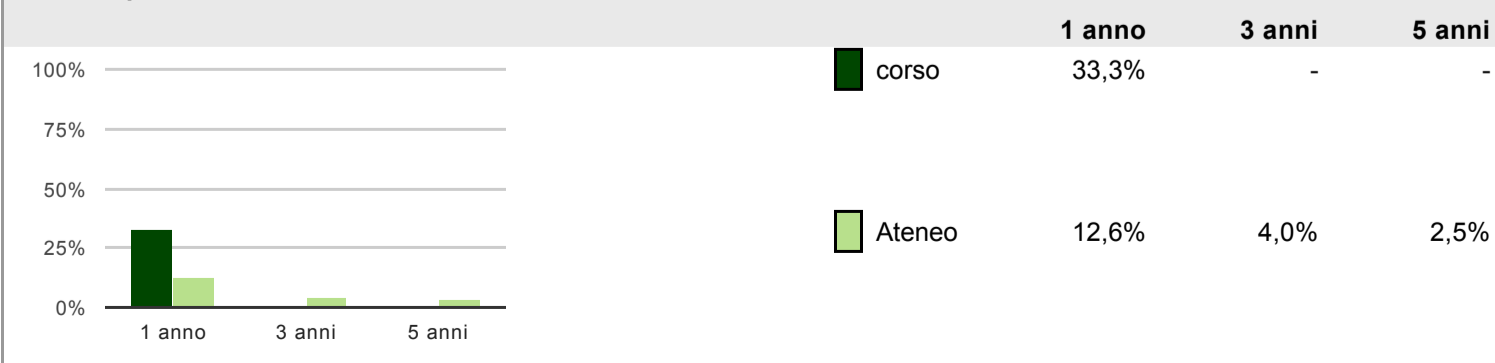 1 anno 3 anni 5 anni
100%
75%
50%
25%
0%
1 anno 3 anni 5 anni
corso 33,3% - -
Ateneo 12,6% 4,0% 2,5%